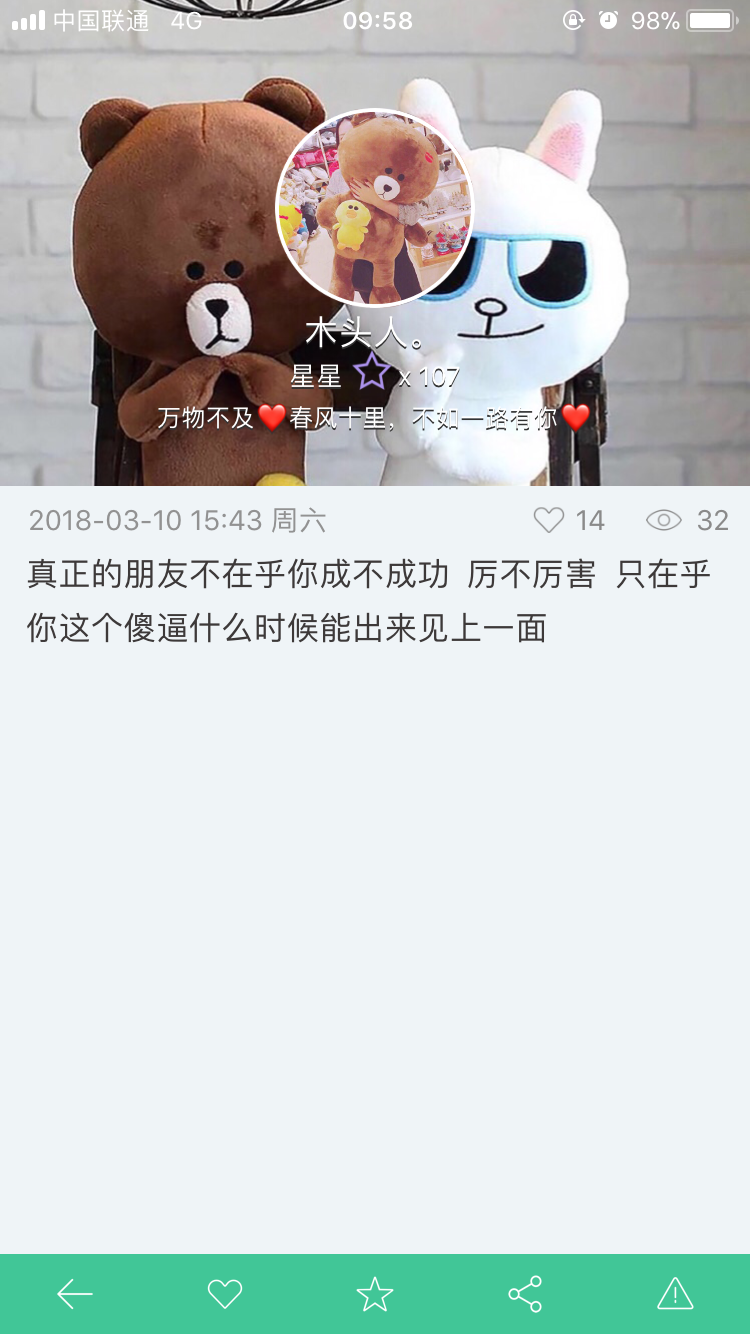 中国联通 4G 09:58 98%
木头人。
星星 x 107
万物不及❤️春风十里，不如一路有你❤️
2018-03-10 15:43 周六 14 32
真正的朋友不在乎你成不成功 厉不厉害 只在乎
你这个傻逼什么时候能出来见上一面